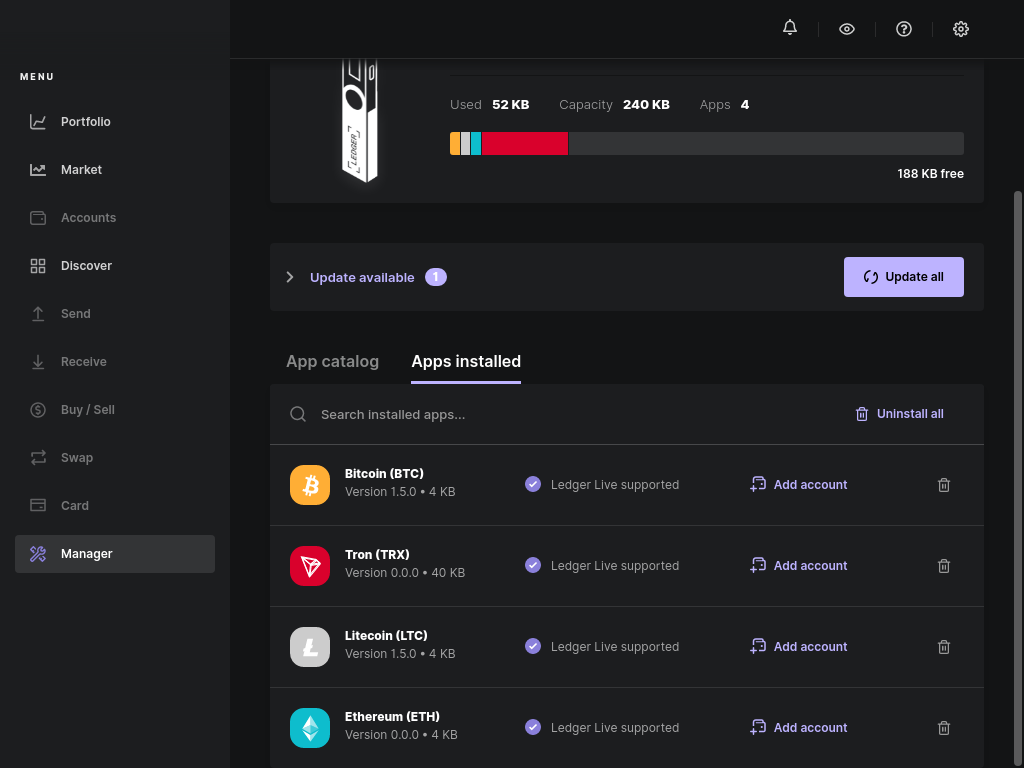 MENU
Portfolio
Market
Accounts
Discover
Send
Receive
Buy / Sell
Swap
Card
Manager
LEDGER
Used 52 KB Capacity 240 KB Apps 4
188 KB free
Update available 1
Update all
App catalog Apps installed
Search installed apps...
Uninstall all
Bitcoin (BTC)
Version 1.5.0 • 4 KB
Ledger Live supported
Add account
Tron (TRX)
Version 0.0.0 • 40 KB
Ledger Live supported
Add account
Litecoin (LTC)
Version 1.5.0 • 4 KB
Ledger Live supported
Add account
Ethereum (ETH)
Version 0.0.0 • 4 KB
Ledger Live supported
Add account